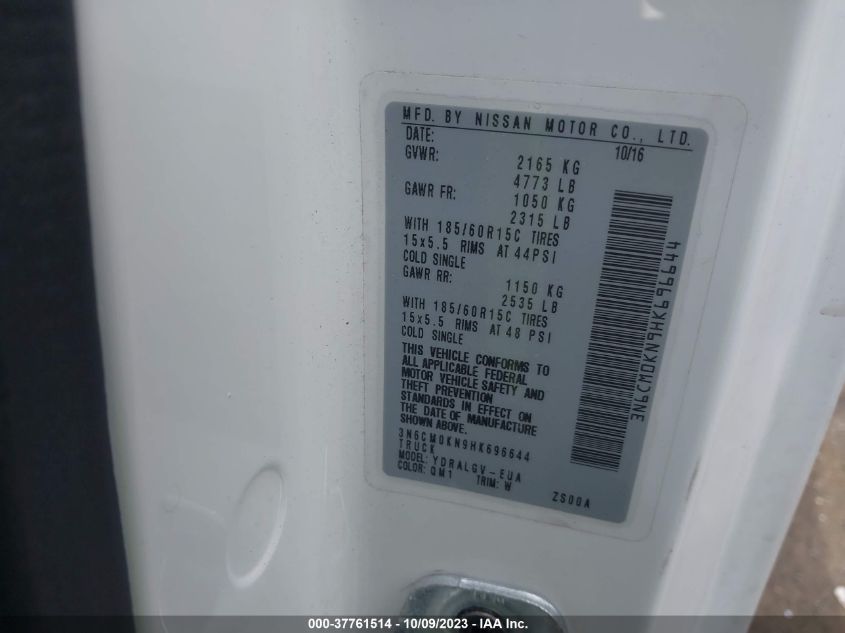 MFD. BY NISSAN MOTOR CO., LTD.
DATE: 10/16
GVWR: 2165 KG
4773 LB
GAWR FR: 1050 KG
2315 LB
WITH 185/60R15C TIRES
15x5.5 RIMS AT 44PSI
COLD SINGLE
GAWR RR: 1150 KG
2535 LB
WITH 185/60R15C TIRES
15x5.5 RIMS AT 48 PSI
COLD SINGLE
THIS VEHICLE CONFORMS TO
ALL APPLICABLE FEDERAL
MOTOR VEHICLE SAFETY AND
THEFT PREVENTION
STANDARDS IN EFFECT ON
THE DATE OF MANUFACTURE
SHOWN ABOVE.
3N6CM0KN9HK696644
TRUCK
MODEL: YDRALGV-EUA
COLOR: QM1 TRIM: W
ZS00A
3N6CM0KN9HK696644
000-37761514 - 10/09/2023 - IAA Inc.